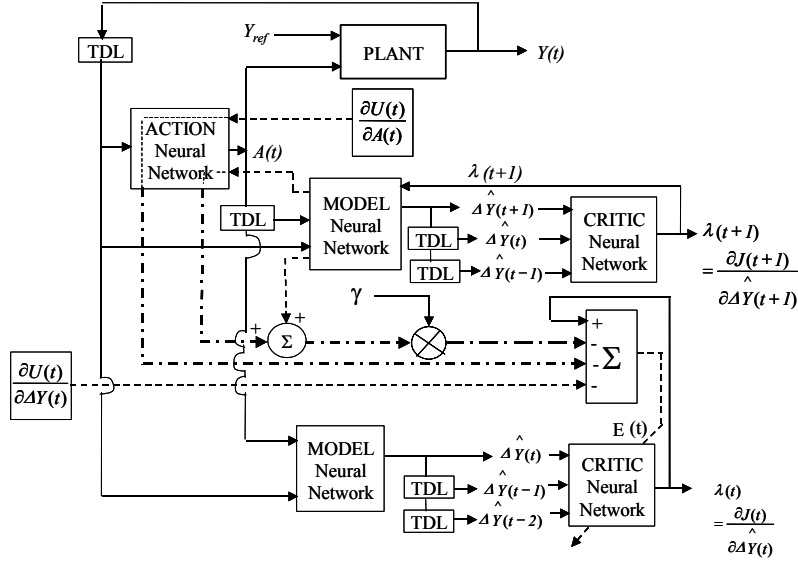 Y_ref
PLANT
Y(t)
TDL
ACTION
Neural
Network
∂U(t)
∂A(t)
A(t)
λ(t+1)
MODEL
Neural
Network
TDL
ΔŶ(t+1)
TDL
ΔŶ(t)
TDL
ΔŶ(t−1)
CRITIC
Neural
Network
λ(t+1)
= ∂J(t+1)
∂ΔŶ(t+1)
γ
+
+
Σ
+
-
-
-
Σ
∂U(t)
∂ΔY(t)
E (t)
MODEL
Neural
Network
ΔŶ(t)
TDL
ΔŶ(t−1)
TDL
ΔŶ(t−2)
CRITIC
Neural
Network
λ(t)
= ∂J(t)
∂ΔŶ(t)